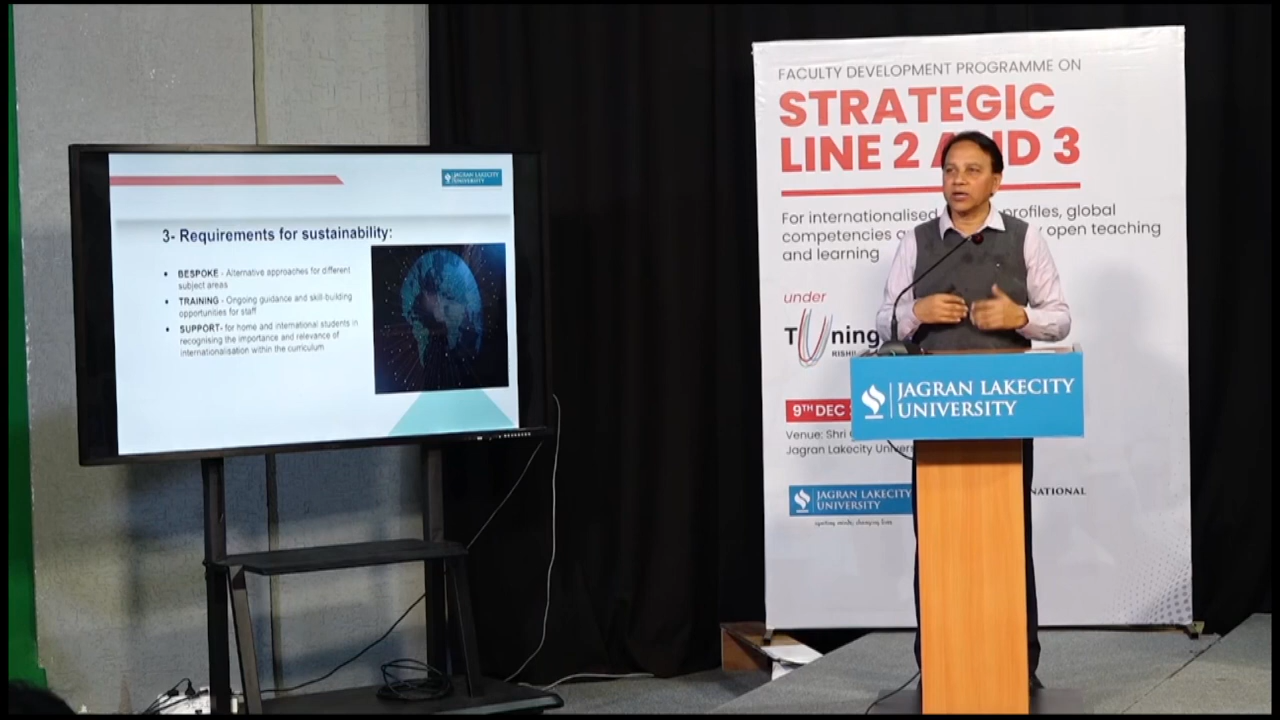 JAGRAN LAKECITY
UNIVERSITY
3- Requirements for sustainability:
BESPOKE - Alternative approaches for different
subject areas
TRAINING - Ongoing guidance and skill-building
opportunities for staff
SUPPORT- for home and international students in
recognising the importance and relevance of
internationalisation within the curriculum
FACULTY DEVELOPMENT PROGRAMME ON
STRATEGIC
LINE 2 AND 3
For internationalised profiles, global
competencies open teaching
and learning
under
Tuning
9TH DEC
Venue: Shri
Jagran Lakecity
JAGRAN LAKECITY
UNIVERSITY
JAGRAN LAKECITY
UNIVERSITY